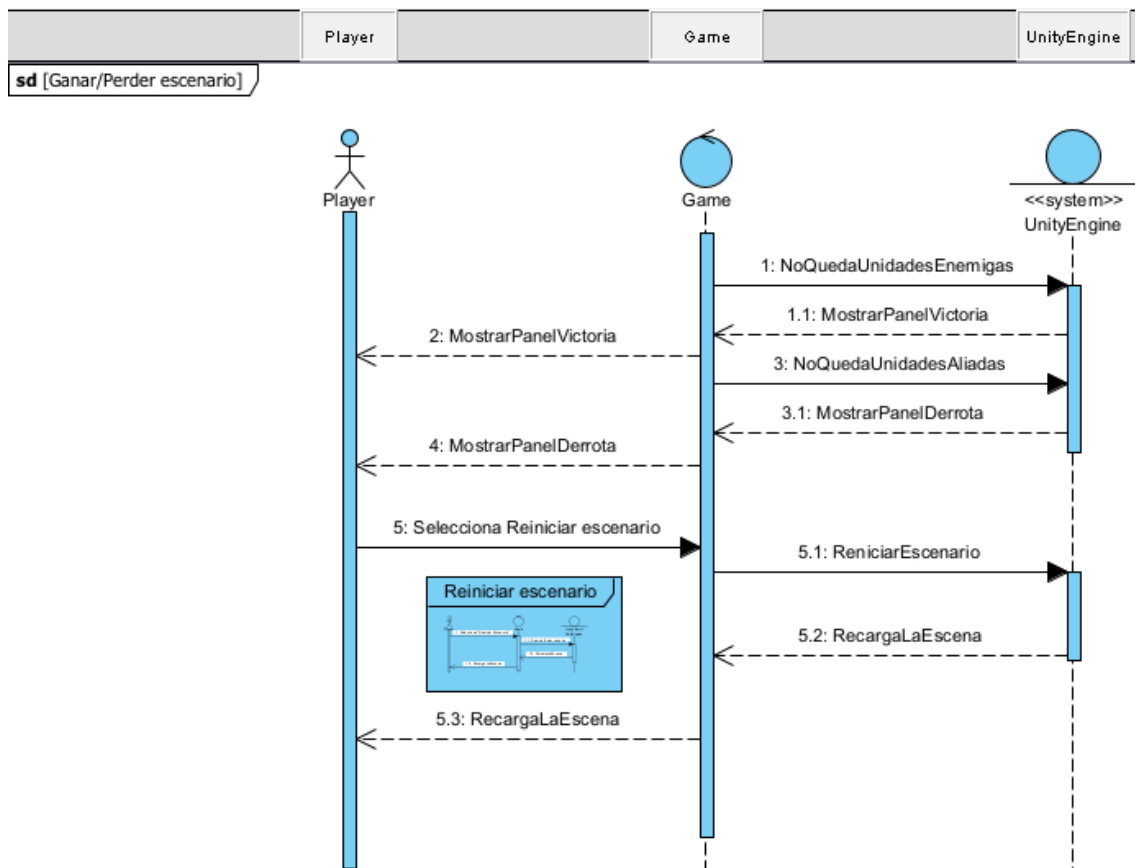 Player
Game
UnityEngine
sd [Ganar/Perder escenario]
Player
Game
<<system>>
UnityEngine
1: NoQuedaUnidadesEnemigas
1.1: MostrarPanelVictoria
2: MostrarPanelVictoria
3: NoQuedaUnidadesAliadas
3.1: MostrarPanelDerrota
4: MostrarPanelDerrota
5: Selecciona Reiniciar escenario
5.1: ReniciarEscenario
Reiniciar escenario
5.2: RecargaLaEscena
5.3: RecargaLaEscena